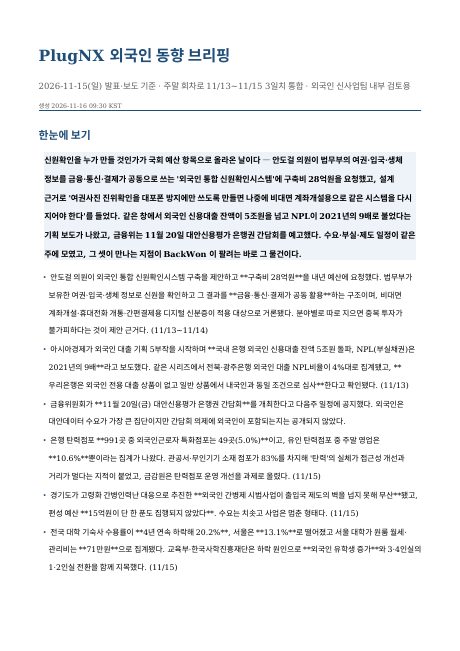 PlugNX 외국인 동향 브리핑
2026-11-15(일) 발표·보도 기준 · 주말 회차로 11/13~11/15 3일치 통합 · 외국인 신사업팀 내부 검토용
생성 2026-11-16 09:30 KST
한눈에 보기
신원확인을 누가 만들 것인가가 국회 예산 항목으로 올라온 날이다 — 안도걸 의원이 법무부의 여권·입국·생체
정보를 금융·통신·결제가 공동으로 쓰는 '외국인 통합 신원확인시스템'에 구축비 28억원을 요청했고, 설계
근거로 '여권사진 진위확인을 대포폰 방지에만 쓰도록 만들면 나중에 비대면 계좌개설용으로 같은 시스템을 다시
지어야 한다'를 들었다. 같은 창에서 외국인 신용대출 잔액이 5조원을 넘고 NPL이 2021년의 9배로 불었다는
기획 보도가 나왔고, 금융위는 11월 20일 대안신용평가 은행권 간담회를 예고했다. 수요·부실·제도 일정이 같은
주에 모였고, 그 셋이 만나는 지점이 BackWon 이 팔려는 바로 그 물건이다.
• 안도걸 의원이 외국인 통합 신원확인시스템 구축을 제안하고 **구축비 28억원**을 내년 예산에 요청했다. 법무부가
보유한 여권·입국·생체 정보로 신원을 확인하고 그 결과를 **금융·통신·결제가 공동 활용**하는 구조이며, 비대면
계좌개설·휴대전화 개통·간편결제용 디지털 신분증이 적용 대상으로 거론됐다. 분야별로 따로 지으면 중복 투자가
불가피하다는 것이 제안 근거다. (11/13~11/14)
• 아시아경제가 외국인 대출 기획 5부작을 시작하며 **국내 은행 외국인 신용대출 잔액 5조원 돌파, NPL(부실채권)은
2021년의 9배**라고 보도했다. 같은 시리즈에서 전북·광주은행 외국인 대출 NPL비율이 4%대로 집계됐고, **
우리은행은 외국인 전용 대출 상품이 없고 일반 상품에서 내국인과 동일 조건으로 심사**한다고 확인됐다. (11/13)
• 금융위원회가 **11월 20일(금) 대안신용평가 은행권 간담회**를 개최한다고 다음주 일정에 공지했다. 외국인은
대안데이터 수요가 가장 큰 집단이지만 간담회 의제에 외국인이 포함되는지는 공개되지 않았다.
• 은행 탄력점포 **991곳 중 외국인근로자 특화점포는 49곳(5.0%)**이고, 유인 탄력점포 중 주말 영업은
**10.6%**뿐이라는 집계가 나왔다. 관공서·무인기기 소재 점포가 83%를 차지해 '탄력'의 실체가 접근성 개선과
거리가 멀다는 지적이 붙었고, 금감원은 탄력점포 운영 개선을 과제로 올렸다. (11/15)
• 경기도가 고령화 간병인력난 대응으로 추진한 **외국인 간병제 시범사업이 출입국 제도의 벽을 넘지 못해 무산**됐고,
편성 예산 **15억원이 단 한 푼도 집행되지 않았다**. 수요는 치솟고 사업은 멈춘 형태다. (11/15)
• 전국 대학 기숙사 수용률이 **4년 연속 하락해 20.2%**, 서울은 **13.1%**로 떨어졌고 서울 대학가 원룸 월세·
관리비는 **71만원**으로 집계됐다. 교육부·한국사학진흥재단은 하락 원인으로 **외국인 유학생 증가**와 3·4인실의
1·2인실 전환을 함께 지목했다. (11/15)